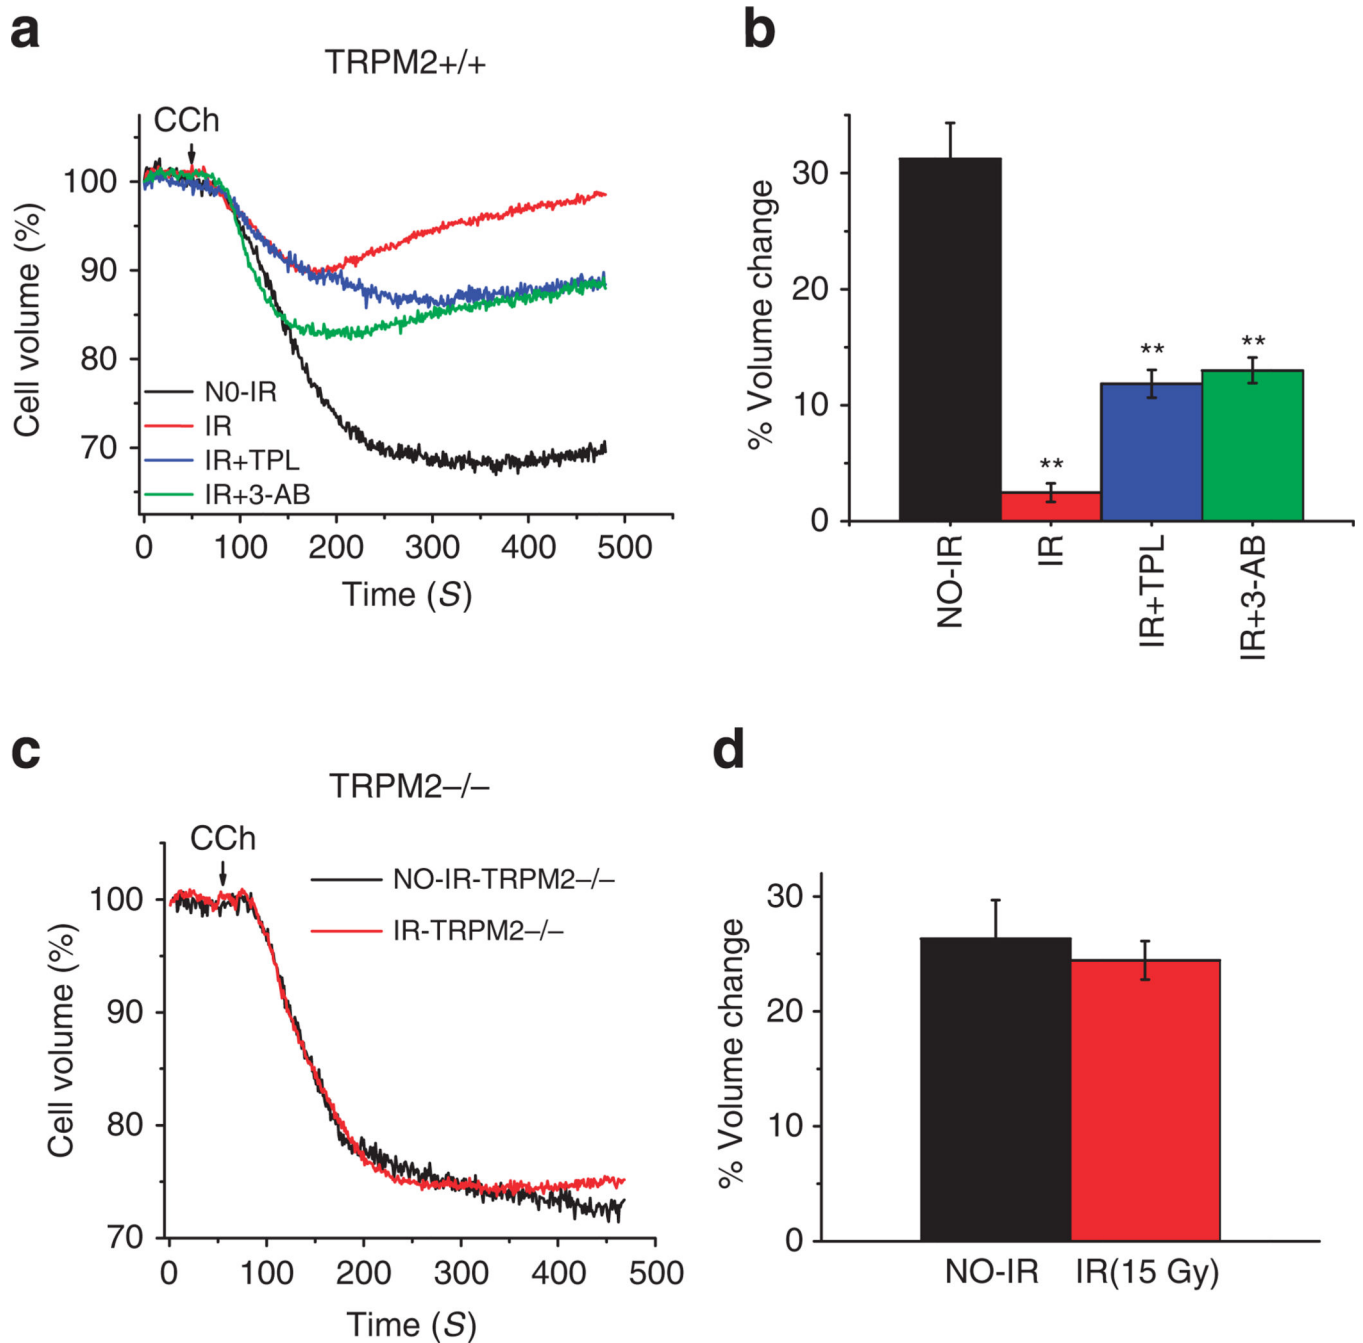 a
TRPM2+/+
CCh
100
90
80
70
Cell volume (%)
N0-IR
IR
IR+TPL
IR+3-AB
0 100 200 300 400 500
Time (S)
b
30
20
10
0
% Volume change
**
**
**
NO-IR
IR
IR+TPL
IR+3-AB
c
TRPM2–/–
CCh
NO-IR-TRPM2–/–
IR-TRPM2–/–
100
90
80
70
Cell volume (%)
0 100 200 300 400 500
Time (S)
d
30
20
10
0
% Volume change
NO-IR IR(15 Gy)